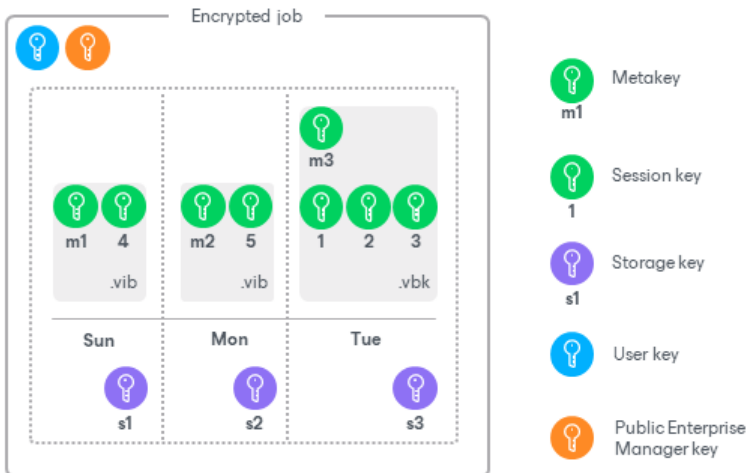 Encrypted job
m3
m1 4 m2 5 1 2 3
.vib .vib .vbk
Sun Mon Tue
s1 s2 s3
Metakey
m1
Session key
1
Storage key
s1
User key
Public Enterprise
Manager key